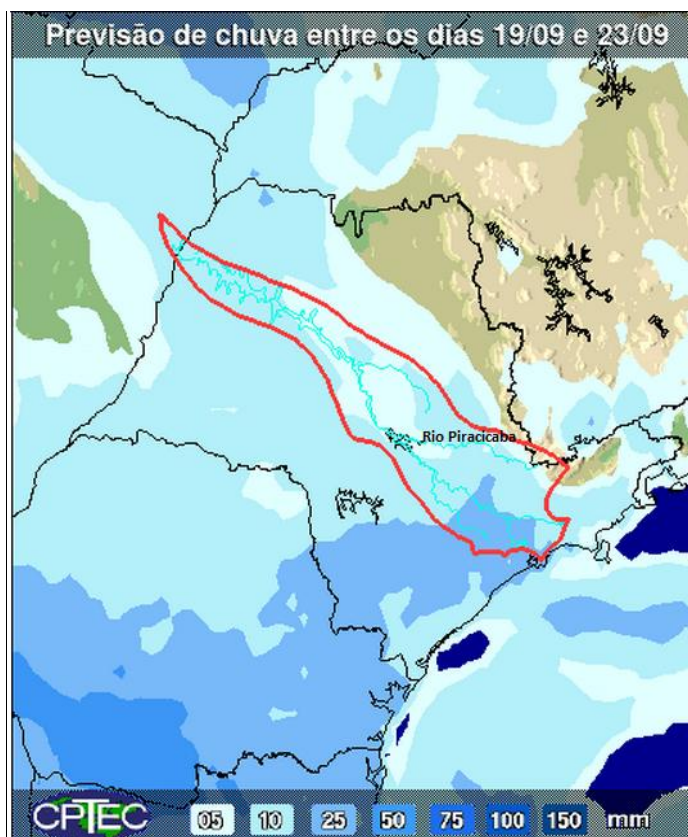 Previsão de chuva entre os dias 19/09 e 23/09
Rio Piracicaba
CPTEC 05 10 25 50 75 100 150 mm